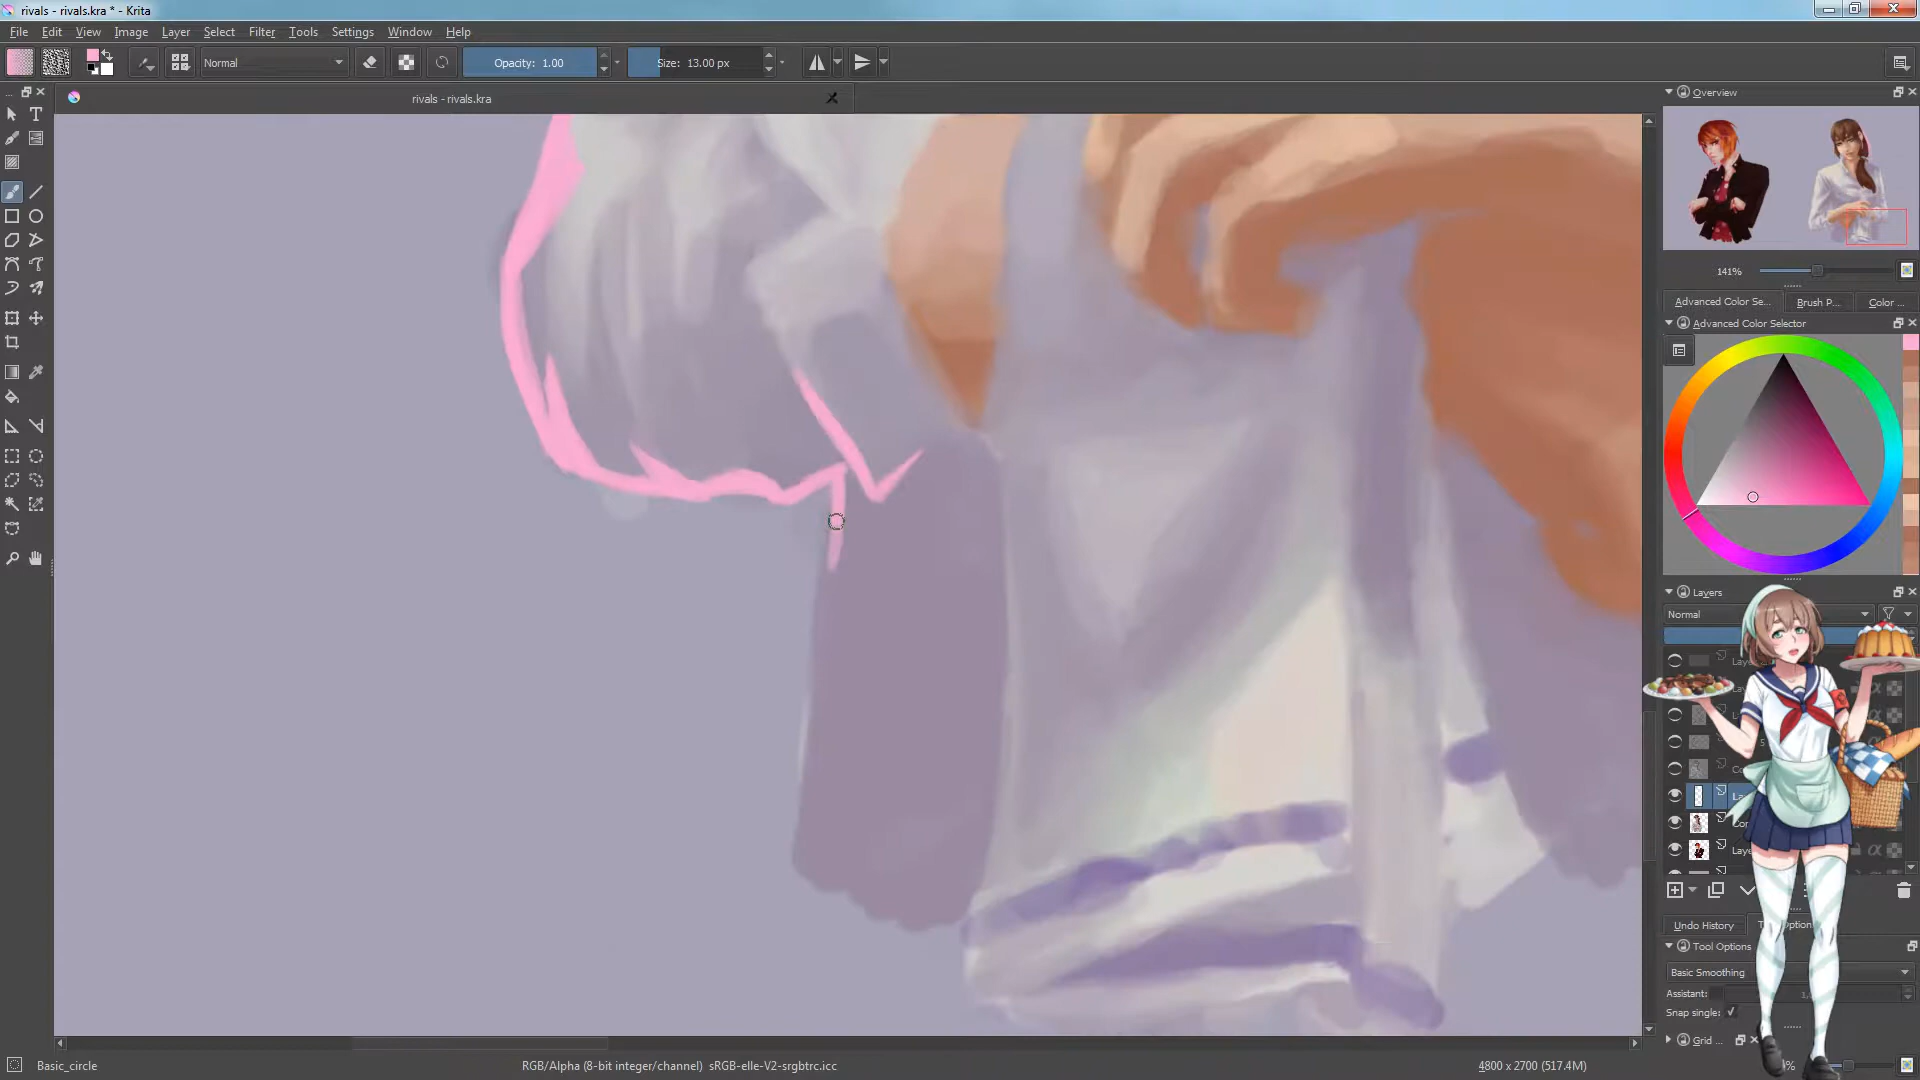 rivals - rivals.kra * - Krita
File Edit View Image Layer Select Filter Tools Settings Window Help
Normal
Opacity: 1.00
Size: 13.00 px
rivals - rivals.kra
Overview
141%
Advanced Color Se... Brush P... Color ...
Advanced Color Selector
Layers
Normal
Undo History
Tool Options
Basic Smoothing
Assistant:
Snap single:
Grid ...
Basic_circle
RGB/Alpha (8-bit integer/channel) sRGB-elle-V2-srgbtrc.icc
4800 x 2700 (517.4M)